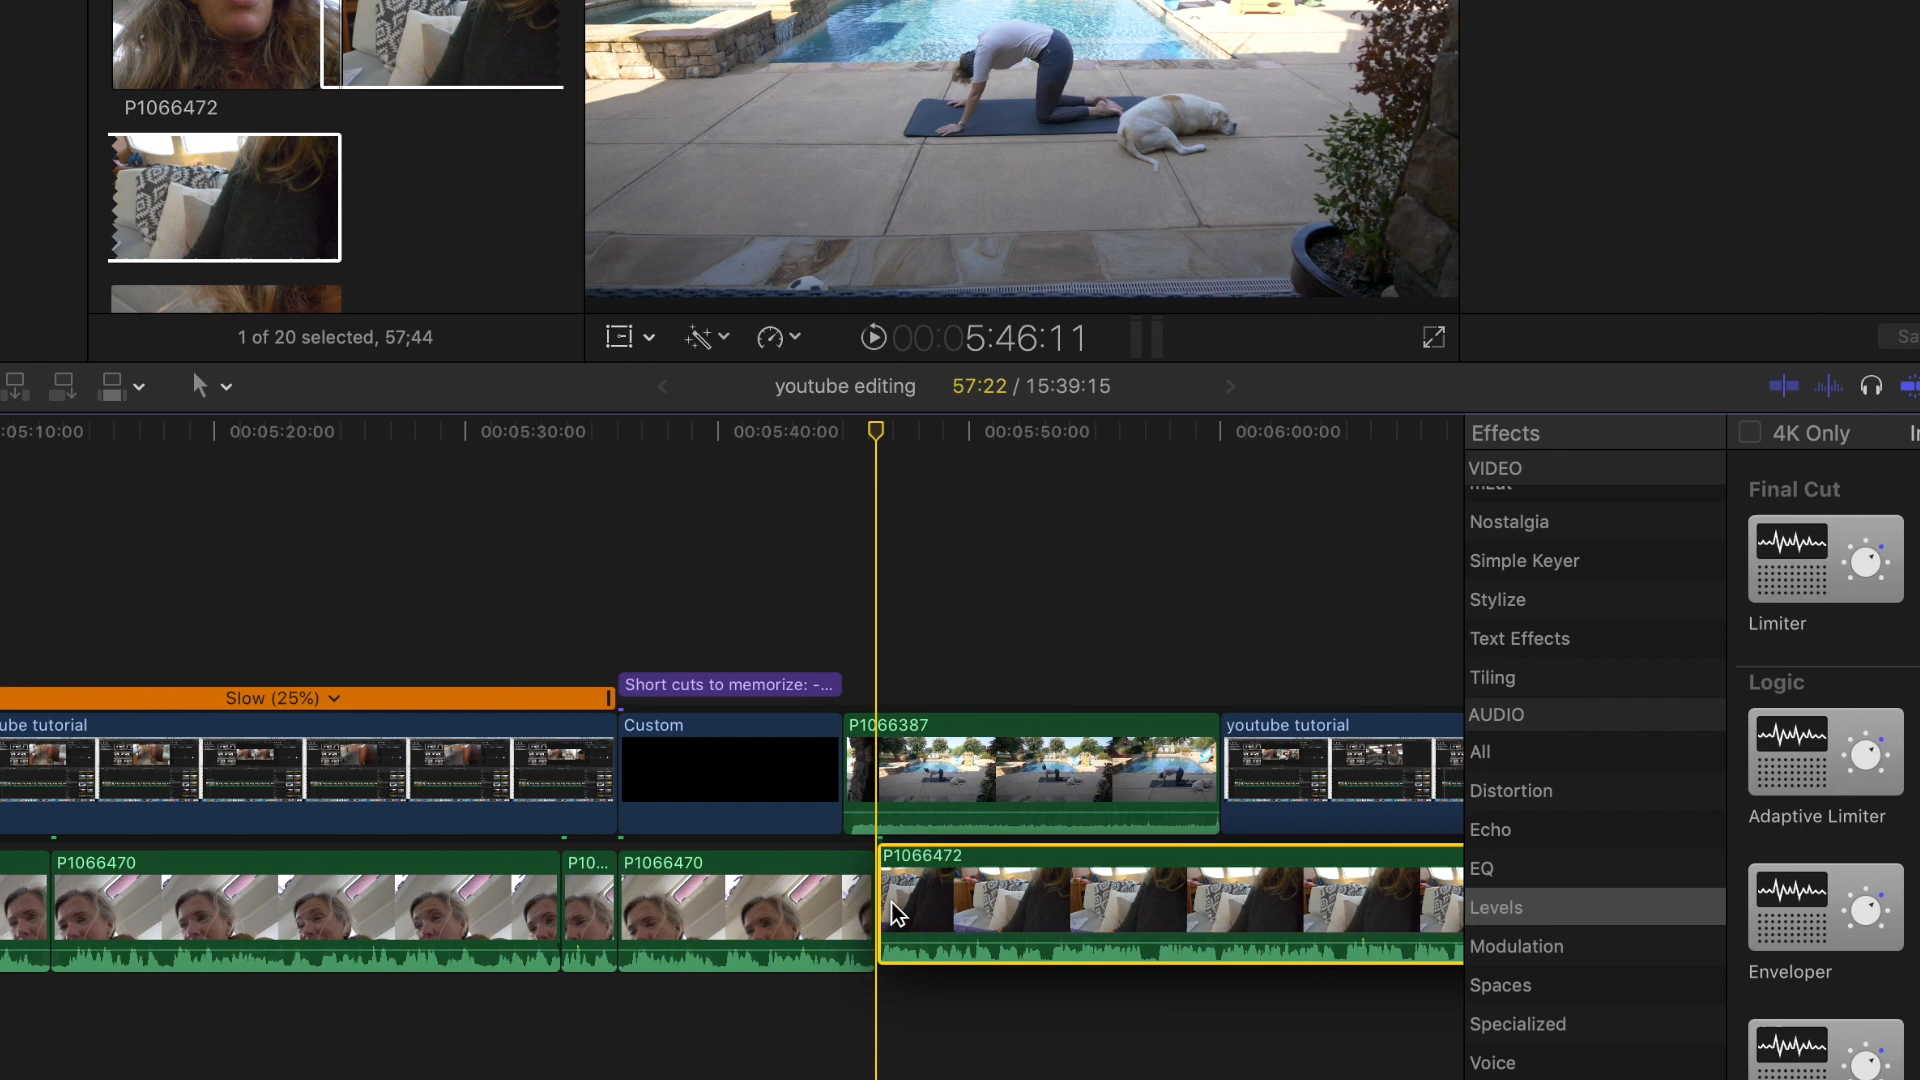 P1066472
1 of 20 selected, 57;44
00:05:46:11
youtube editing
57:22 / 15:39:15
:05:10:00
00:05:20:00
00:05:30:00
00:05:40:00
00:05:50:00
00:06:00:00
Effects
4K Only
VIDEO
Nostalgia
Simple Keyer
Stylize
Text Effects
Tiling
AUDIO
All
Distortion
Echo
EQ
Levels
Modulation
Spaces
Specialized
Voice
Final Cut
Limiter
Logic
Adaptive Limiter
Enveloper
Short cuts to memorize: -...
Slow (25%)
ube tutorial
Custom
P1066387
youtube tutorial
P1066470
P10...
P1066470
P1066472